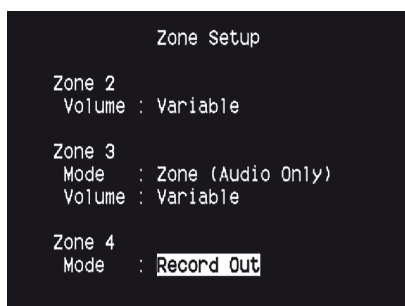 Zone Setup
Zone 2
Volume : Variable
Zone 3
Mode : Zone (Audio Only)
Volume : Variable
Zone 4
Mode : Record Out